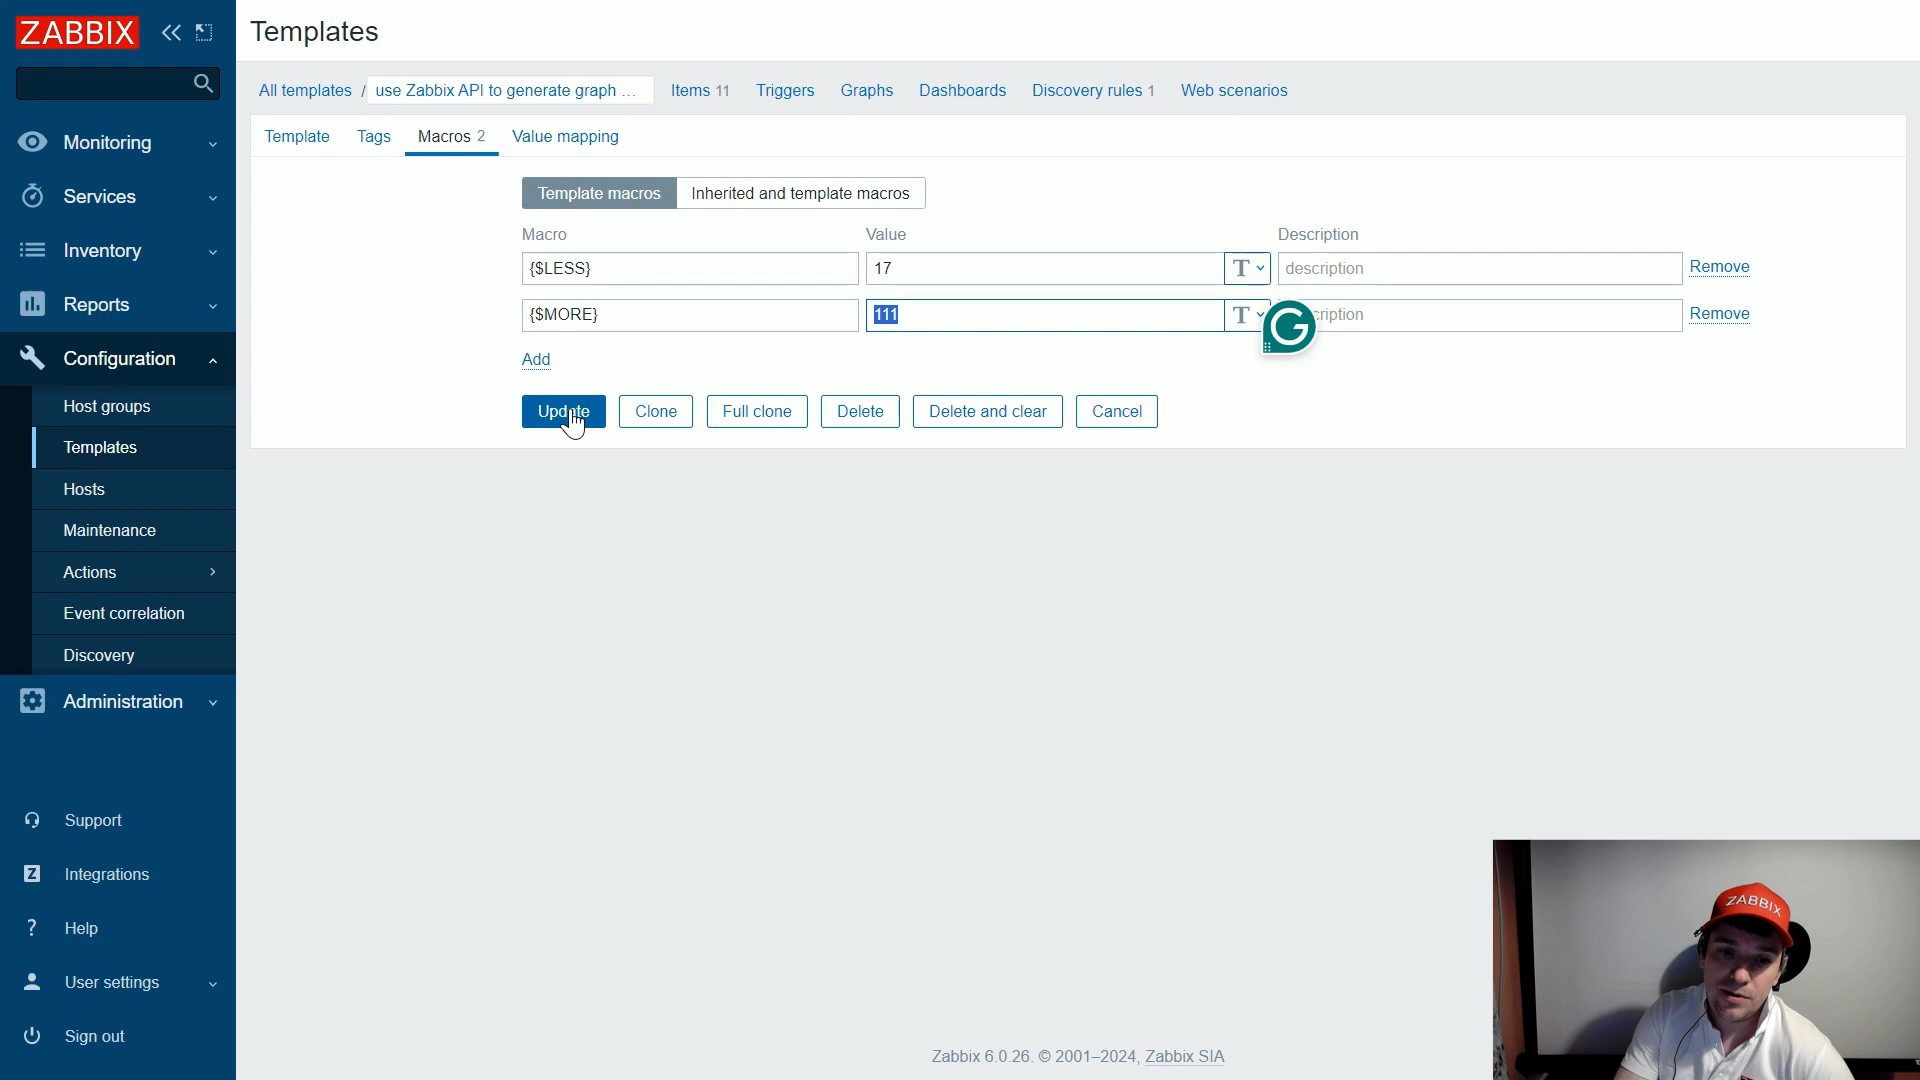 ZABBIX
Templates
All templates / use Zabbix API to generate graph ... Items 11 Triggers Graphs Dashboards Discovery rules 1 Web scenarios
Template Tags Macros 2 Value mapping
Template macros Inherited and template macros
Macro Value Description
{$LESS} 17 T description Remove
{$MORE} 111 T cription Remove
Add
Update Clone Full clone Delete Delete and clear Cancel
Monitoring
Services
Inventory
Reports
Configuration
Host groups
Templates
Hosts
Maintenance
Actions
Event correlation
Discovery
Administration
Support
Z Integrations
? Help
User settings
Sign out
ZABBIX
Zabbix 6.0.26. © 2001–2024, Zabbix SIA